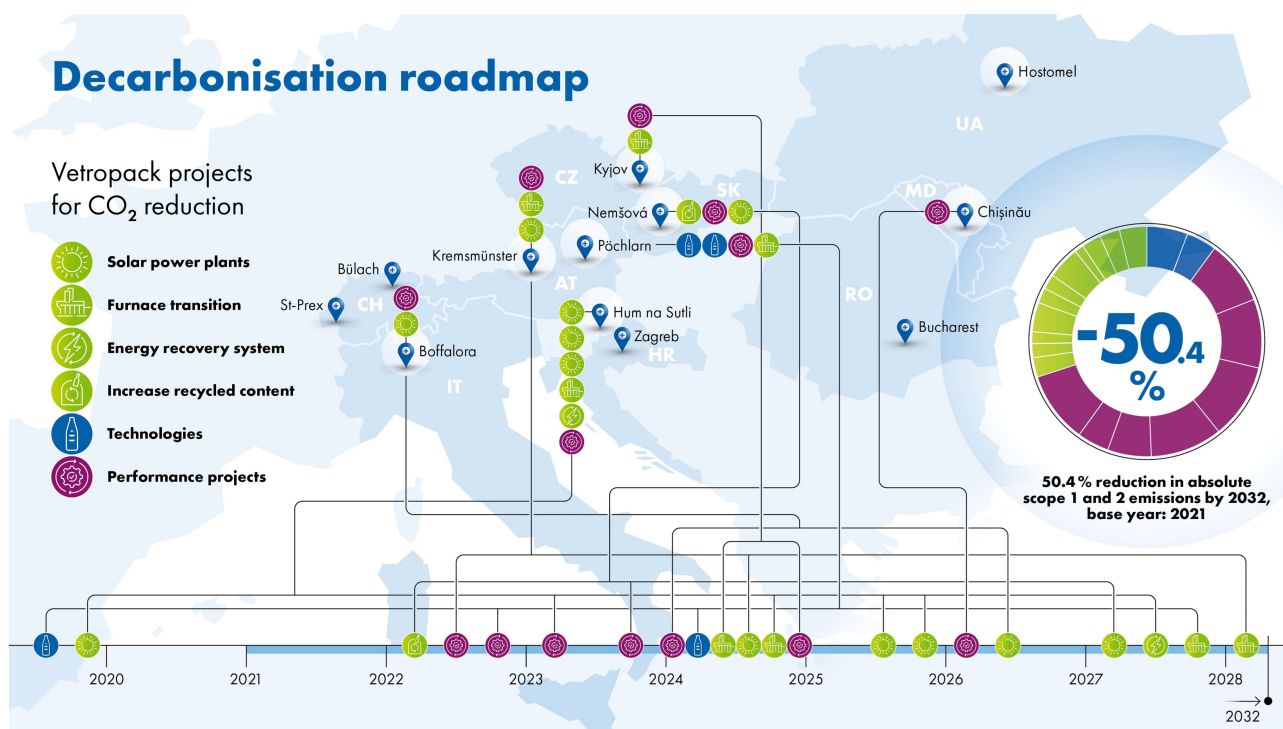 Decarbonisation roadmap
Vetropack projects
for CO₂ reduction
Solar power plants
Furnace transition
Energy recovery system
Increase recycled content
Technologies
Performance projects
Hostomel
UA
Kyjov
CZ
SK
Nemšová
MD
Chișinău
Pöchlarn
Kremsmünster
Bülach
AT
St-Prex
CH
RO
Hum na Sutli
Bucharest
Zagreb
HR
Boffalora
IT
-50.4
%
50.4 % reduction in absolute
scope 1 and 2 emissions by 2032,
base year: 2021
2020 2021 2022 2023 2024 2025 2026 2027 2028
2032